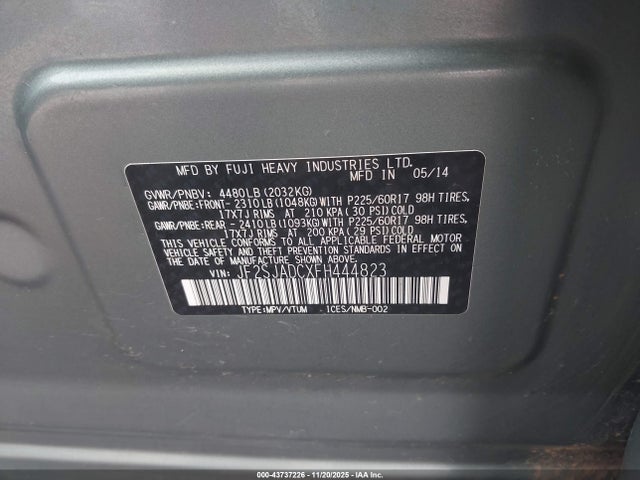 MFD BY FUJI HEAVY INDUSTRIES LTD.
MFD IN 05/14
GVWR/PNBV: 4480LB (2032KG)
GAWR/PNBE:FRONT- 2310LB(1048KG)WITH P225/60R17 98H TIRES,
17X7J RIMS AT 210 KPA(30 PSI)COLD
GAWR/PNBE:REAR -2410LB(1093KG)WITH P225/60R17 98H TIRES,
17X7J RIMS AT 200 KPA(29 PSI)COLD
THIS VEHICLE CONFORMS TO ALL APPLICABLE FEDERAL MOTOR
VEHICLE SAFETY AND BUMPER STANDARDS IN EFFECT ON
THE DATE OF MANUFACTURE SHOWN ABOVE.
VIN: JF2SJADCXFH444823
TYPE:MPV/VTUM ICES/NMB-002
000-43737226 - 11/20/2025 - IAAI.COM